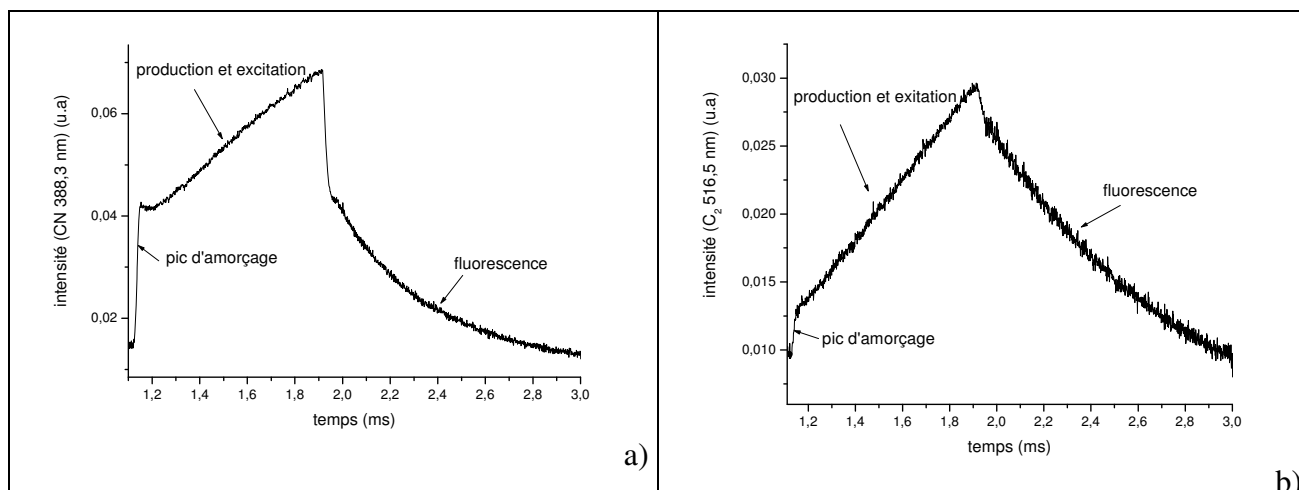 production et excitation
pic d'amorçage
fluorescence
intensité (CN 388,3 nm) (u.a)
0,06
0,04
0,02
1,2 1,4 1,6 1,8 2,0 2,2 2,4 2,6 2,8 3,0
temps (ms)
a)
production et exitation
pic d'amorçage
fluorescence
intensité (C₂ 516,5 nm) (u.a)
0,030
0,025
0,020
0,015
0,010
1,2 1,4 1,6 1,8 2,0 2,2 2,4 2,6 2,8 3,0
temps (ms)
b)